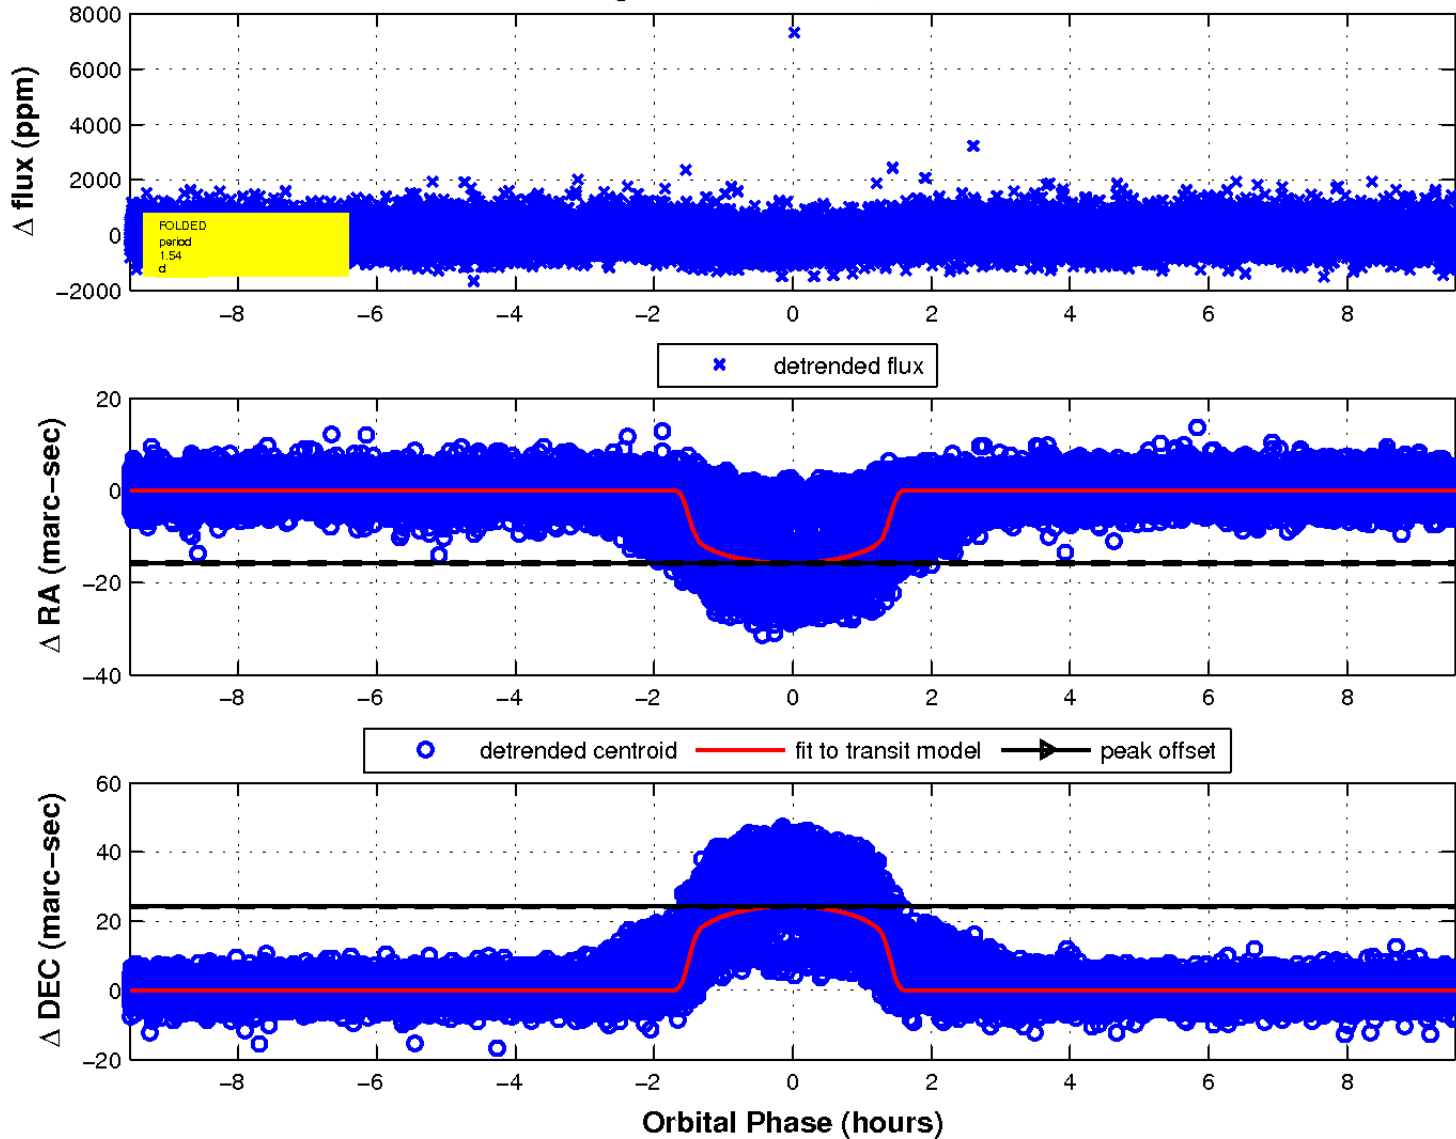 8000
6000
4000
2000
0
−2000
Δ flux (ppm)
FOLDED
period
1.54
d
−8 −6 −4 −2 0 2 4 6 8
detrended flux
20
0
−20
−40
Δ RA (marc−sec)
−8 −6 −4 −2 0 2 4 6 8
detrended centroid fit to transit model peak offset
60
40
20
0
−20
Δ DEC (marc−sec)
−8 −6 −4 −2 0 2 4 6 8
Orbital Phase (hours)